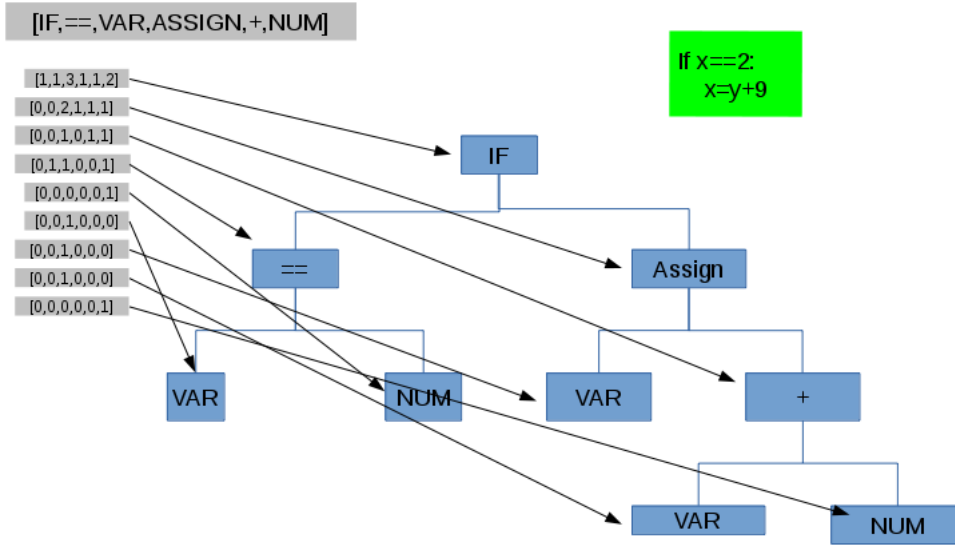 [IF,==,VAR,ASSIGN,+,NUM]
If x==2:
x=y+9
[1,1,3,1,1,2]
[0,0,2,1,1,1]
[0,0,1,0,1,1]
[0,1,1,0,0,1]
[0,0,0,0,0,1]
[0,0,1,0,0,0]
[0,0,1,0,0,0]
[0,0,1,0,0,0]
[0,0,0,0,0,1]
IF
== Assign
VAR NUM VAR +
VAR NUM